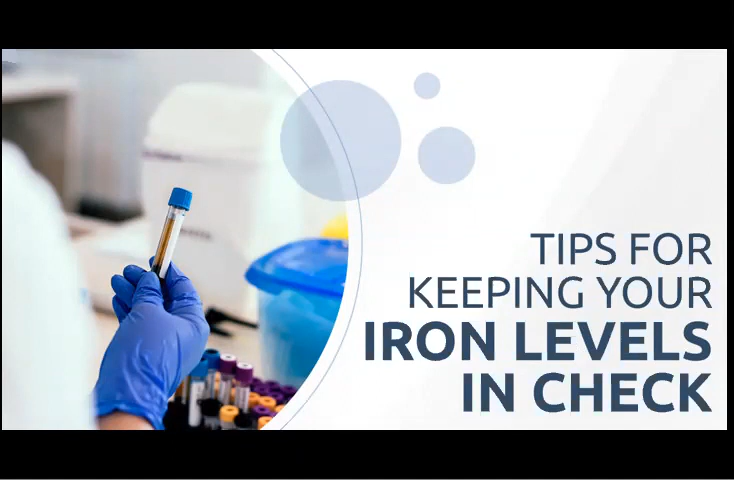 TIPS FOR
KEEPING YOUR
IRON LEVELS
IN CHECK